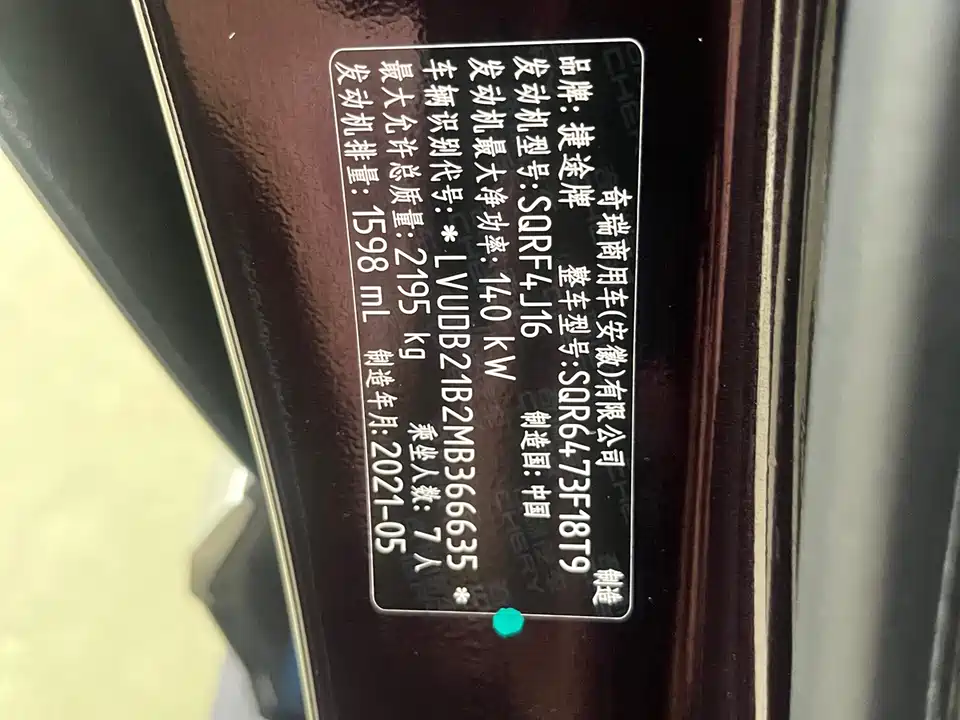 奇瑞商用车(安徽)有限公司 制造
品牌: 捷途牌 整车型号: SQR6473F18T9
发动机型号: SQRF4J16 制造国: 中国
发动机最大净功率: 140 kW
车辆识别代号: *LVUDB21B2MB366635*
最大允许总质量: 2195 kg 乘坐人数: 7 人
发动机排量: 1598 mL 制造年月: 2021-05
CHERY